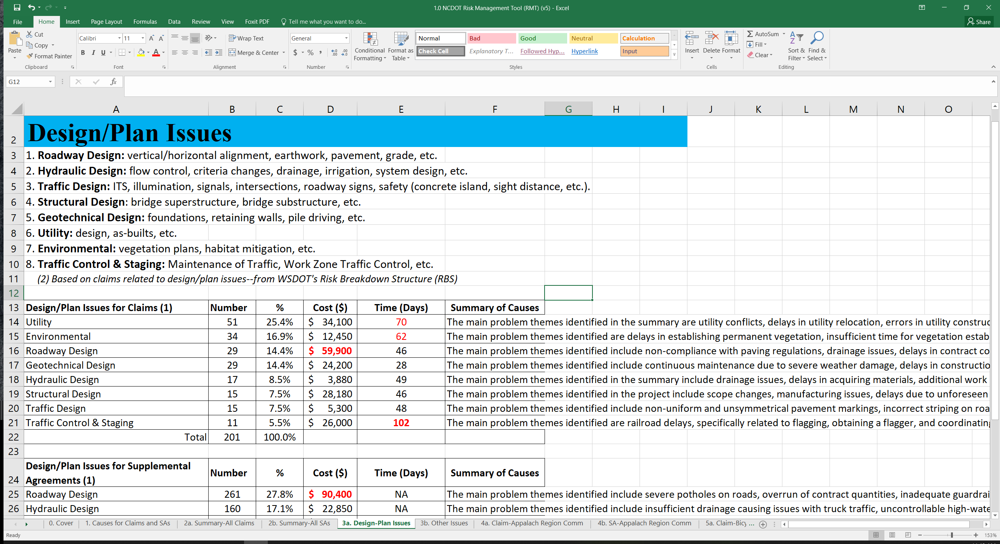 1.0 NCDOT Risk Management Tool (RMT) (v5) - Excel
File Home Insert Page Layout Formulas Data Review View Foxit PDF Tell me what you want to do... Share
Cut
Copy
Format Painter
Paste
Clipboard
Calibri 11
B I U
Font
Wrap Text
Merge & Center
Alignment
General
$ % ,
Number
Conditional Formatting
Format as Table
Normal Bad Good Neutral Calculation
Check Cell Explanatory T... Followed Hyp... Hyperlink Input
Styles
Insert Delete Format
Cells
AutoSum
Fill
Clear
Sort & Filter
Find & Select
Editing
G12
fx
A B C D E F G H I J K L M N O
2 Design/Plan Issues
3 1. Roadway Design: vertical/horizontal alignment, earthwork, pavement, grade, etc.
4 2. Hydraulic Design: flow control, criteria changes, drainage, irrigation, system design, etc.
5 3. Traffic Design: ITS, illumination, signals, intersections, roadway signs, safety (concrete island, sight distance, etc.).
6 4. Structural Design: bridge superstructure, bridge substructure, etc.
7 5. Geotechnical Design: foundations, retaining walls, pile driving, etc.
8 6. Utility: design, as-builts, etc.
9 7. Environmental: vegetation plans, habitat mitigation, etc.
10 8. Traffic Control & Staging: Maintenance of Traffic, Work Zone Traffic Control, etc.
11 (2) Based on claims related to design/plan issues--from WSDOT's Risk Breakdown Structure (RBS)
12
13 Design/Plan Issues for Claims (1) Number % Cost ($) Time (Days) Summary of Causes
14 Utility 51 25.4% $ 34,100 70 The main problem themes identified in the summary are utility conflicts, delays in utility relocation, errors in utility construc
15 Environmental 34 16.9% $ 12,450 62 The main problem themes identified are delays in establishing permanent vegetation, insufficient time for vegetation estab
16 Roadway Design 29 14.4% $ 59,900 46 The main problem themes identified include non-compliance with paving regulations, drainage issues, delays in contract co
17 Geotechnical Design 29 14.4% $ 24,200 28 The main problem themes identified include continuous maintenance due to severe weather damage, delays in constructio
18 Hydraulic Design 17 8.5% $ 3,880 49 The main problem themes identified in the summary include drainage issues, delays in acquiring materials, additional work
19 Structural Design 15 7.5% $ 28,180 46 The main problem themes identified in the project include scope changes, manufacturing issues, delays due to unforeseen
20 Traffic Design 15 7.5% $ 5,300 48 The main problem themes identified include non-uniform and unsymmetrical pavement markings, incorrect striping on roa
21 Traffic Control & Staging 11 5.5% $ 26,000 102 The main problem themes identified are railroad delays, specifically related to flagging, obtaining a flagger, and coordinating
22 Total 201 100.0%
23
24 Design/Plan Issues for Supplemental Agreements (1) Number % Cost ($) Time (Days) Summary of Causes
25 Roadway Design 261 27.8% $ 90,400 NA The main problem themes identified include severe potholes on roads, overrun of contract quantities, inadequate guardrai
26 Hydraulic Design 160 17.1% $ 22,850 NA The main problem themes identified include insufficient drainage causing issues with truck traffic, uncontrollable high-wate
0. Cover 1. Causes for Claims and SAs 2a. Summary-All Claims 2b. Summary-All SAs 3a. Design-Plan Issues 3b. Other Issues 4a. Claim-Appalach Region Comm 4b. SA-Appalach Region Comm 5a. Claim-Bicy ...
Ready 153%